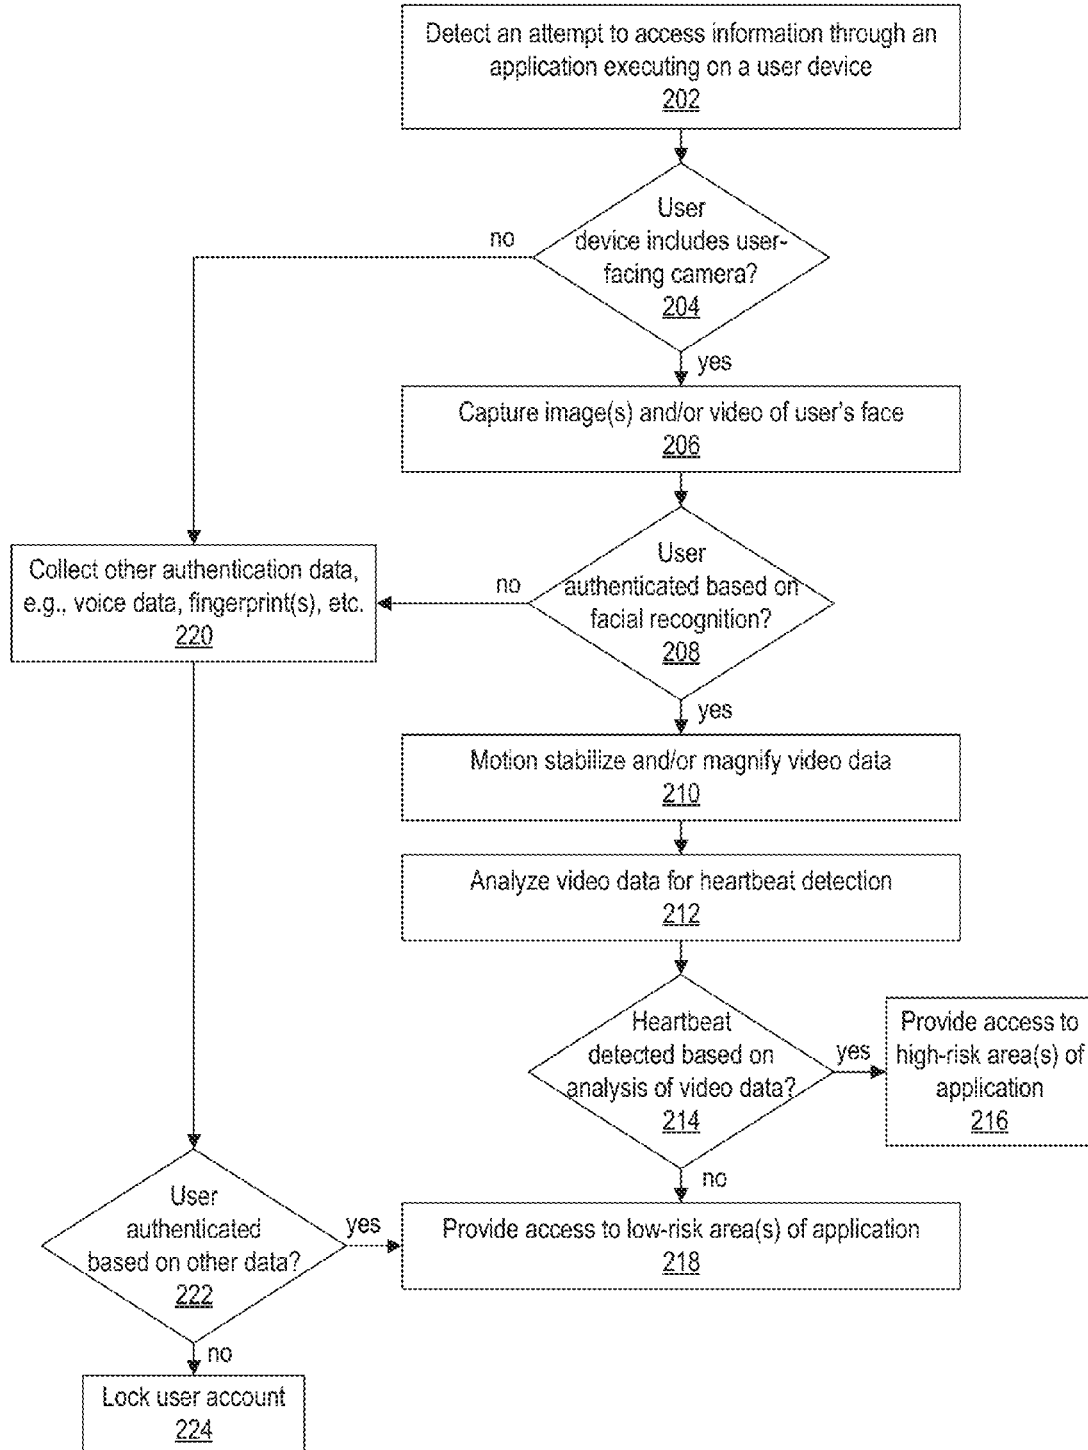 Detect an attempt to access information through an
application executing on a user device
202
User
device includes user-
facing camera?
204
no
yes
Capture image(s) and/or video of user's face
206
User
authenticated based on
facial recognition?
208
no
yes
Collect other authentication data,
e.g., voice data, fingerprint(s), etc.
220
Motion stabilize and/or magnify video data
210
Analyze video data for heartbeat detection
212
Heartbeat
detected based on
analysis of video data?
214
yes
no
Provide access to
high-risk area(s) of
application
216
User
authenticated
based on other data?
222
yes
no
Provide access to low-risk area(s) of application
218
Lock user account
224